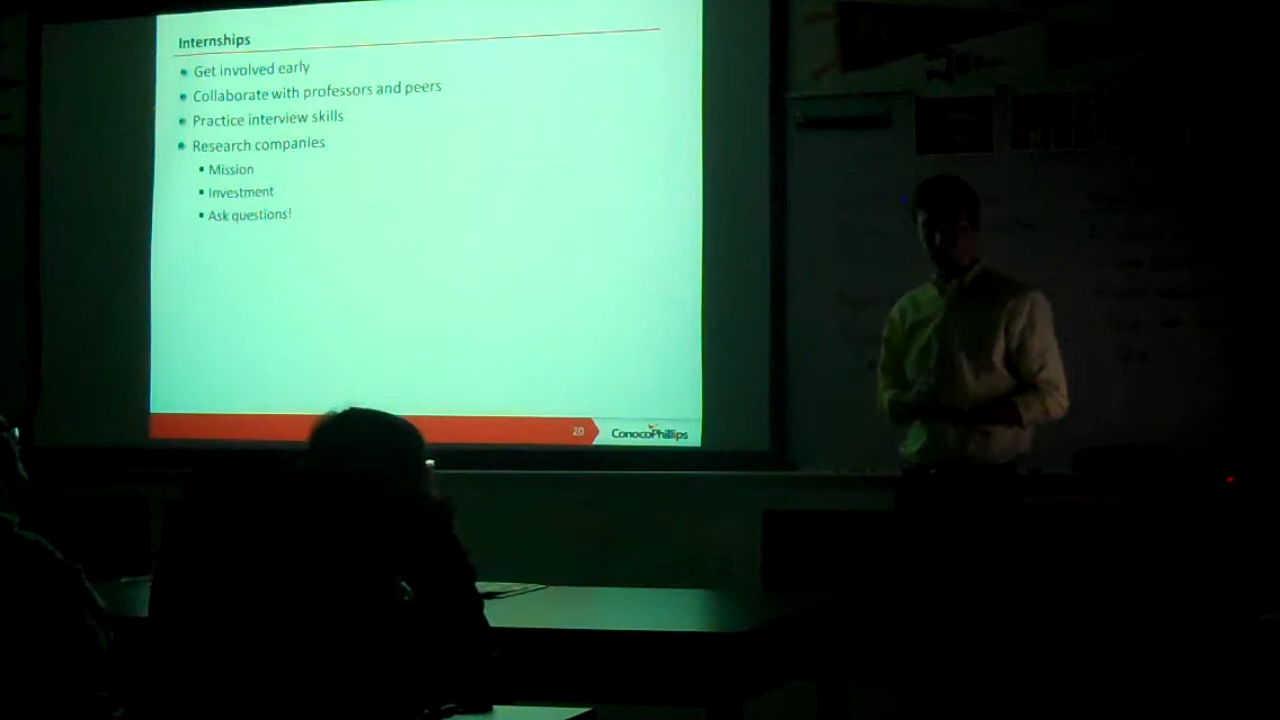 Internships
Get involved early
Collaborate with professors and peers
Practice interview skills
Research companies
Mission
Investment
Ask questions!
20
ConocoPhillips